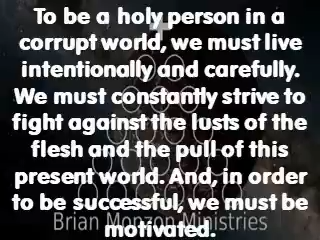 To be a holy person in a
corrupt world, we must live
intentionally and carefully.
We must constantly strive to
fight against the lusts of the
flesh and the pull of this
present world. And, in order
to be successful, we must be
motivated.
Brian Monzon Ministries